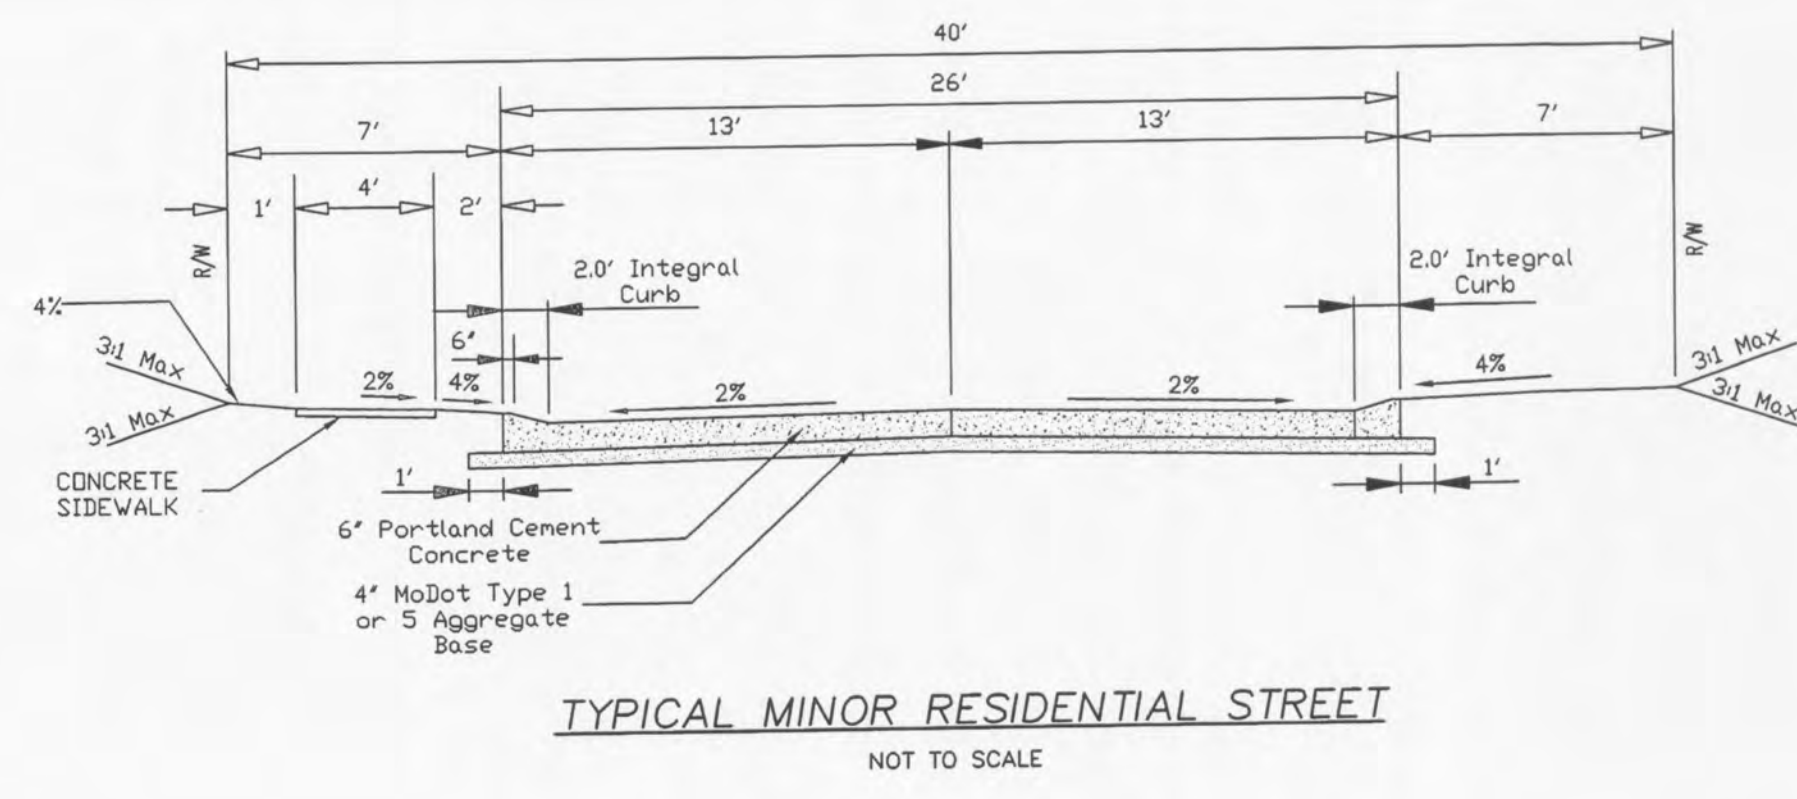 40'
26'
7'
13'
13'
7'
1'
4'
2'
R/W
R/W
2.0' Integral
Curb
2.0' Integral
Curb
4%
6"
3:1 Max
3:1 Max
2%
4%
2%
2%
4%
3:1 Max
3:1 Max
CONCRETE
SIDEWALK
1'
1'
6" Portland Cement
Concrete
4" MoDot Type 1
or 5 Aggregate
Base
TYPICAL MINOR RESIDENTIAL STREET
NOT TO SCALE